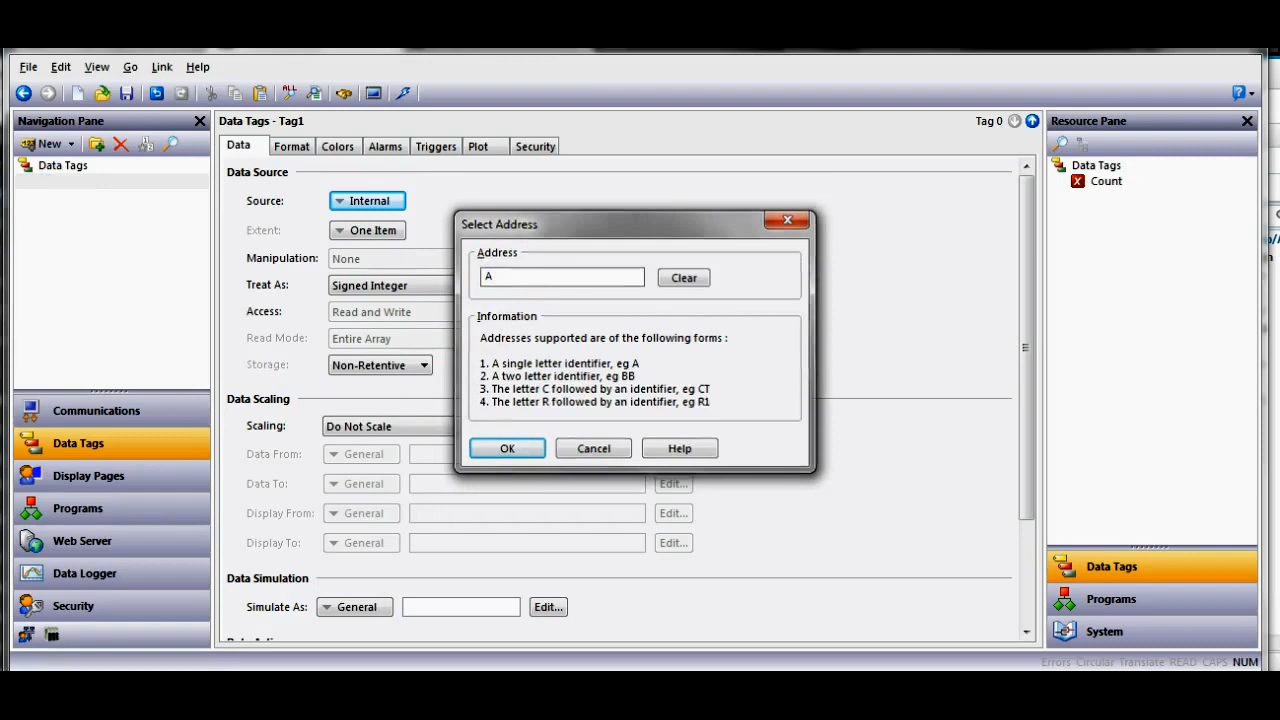 File Edit View Go Link Help
Navigation Pane
New
Data Tags
Communications
Data Tags
Display Pages
Programs
Web Server
Data Logger
Security
Data Tags - Tag1
Tag 0
Data Format Colors Alarms Triggers Plot Security
Data Source
Source: Internal
Extent: One Item
Manipulation: None
Treat As: Signed Integer
Access: Read and Write
Read Mode: Entire Array
Storage: Non-Retentive
Data Scaling
Scaling: Do Not Scale
Data From: General
Data To: General Edit...
Display From: General Edit...
Display To: General Edit...
Data Simulation
Simulate As: General Edit...
Select Address
Address
A Clear
Information
Addresses supported are of the following forms :
1. A single letter identifier, eg A
2. A two letter identifier, eg BB
3. The letter C followed by an identifier, eg CT
4. The letter R followed by an identifier, eg R1
OK Cancel Help
Resource Pane
Data Tags
Count
Data Tags
Programs
System
Errors Circular Translate READ CAPS NUM